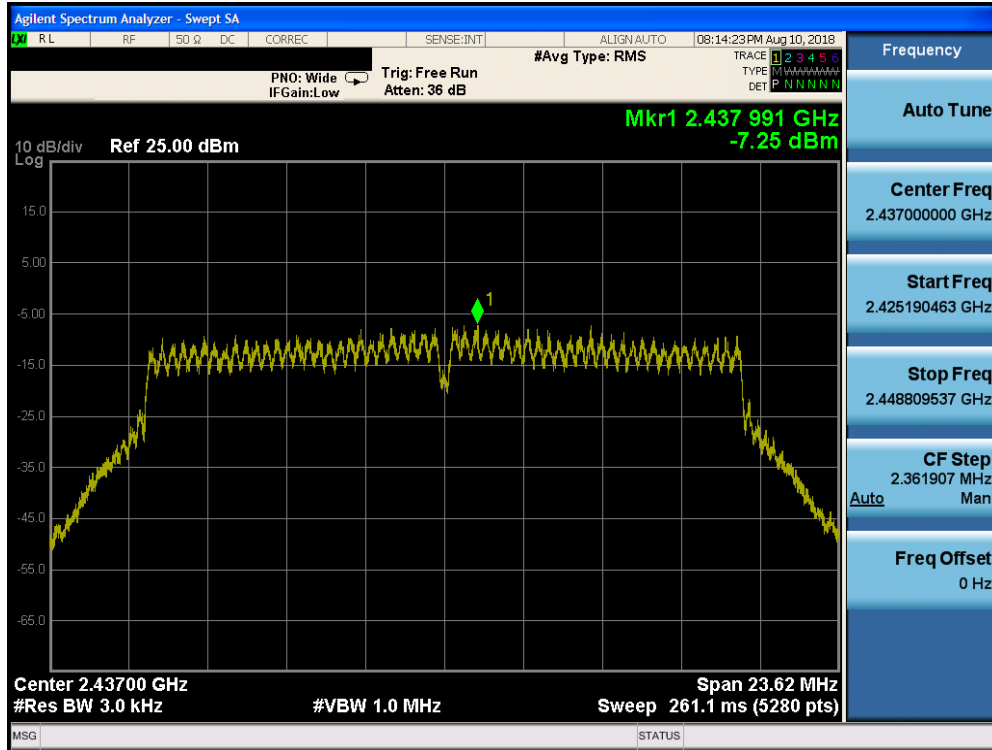 Agilent Spectrum Analyzer - Swept SA
LXI RL RF 50 Ω DC CORREC SENSE:INT ALIGN AUTO 08:14:23 PM Aug 10, 2018
#Avg Type: RMS
TRACE 1 2 3 4 5 6
PNO: Wide
Trig: Free Run
TYPE M WWWWW
IFGain:Low
Atten: 36 dB
DET P N N N N N
Mkr1 2.437 991 GHz
-7.25 dBm
10 dB/div
Ref 25.00 dBm
Log
15.0
5.00
1
-5.00
-15.0
-25.0
-35.0
-45.0
-55.0
-65.0
Center 2.43700 GHz
Span 23.62 MHz
#Res BW 3.0 kHz
#VBW 1.0 MHz
Sweep 261.1 ms (5280 pts)
MSG
STATUS
Frequency
Auto Tune
Center Freq
2.437000000 GHz
Start Freq
2.425190463 GHz
Stop Freq
2.448809537 GHz
CF Step
2.361907 MHz
Auto Man
Freq Offset
0 Hz